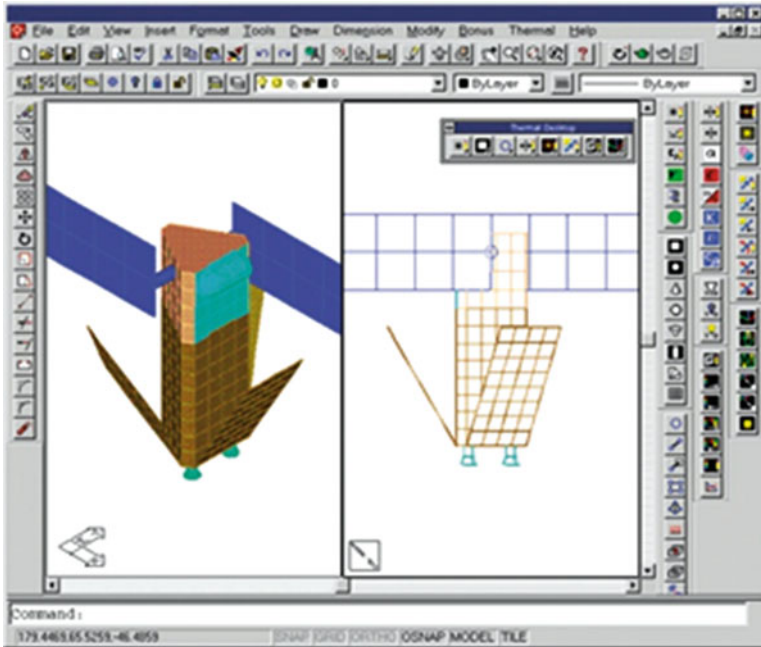 File Edit View Insert Format Tools Draw Dimension Modify Bonus Thermal Help
0 ByLayer ByLayer
Thermal Desktop
Command:
179.4469,65.5259,-46.4859 SNAP GRID ORTHO OSNAP MODEL TILE